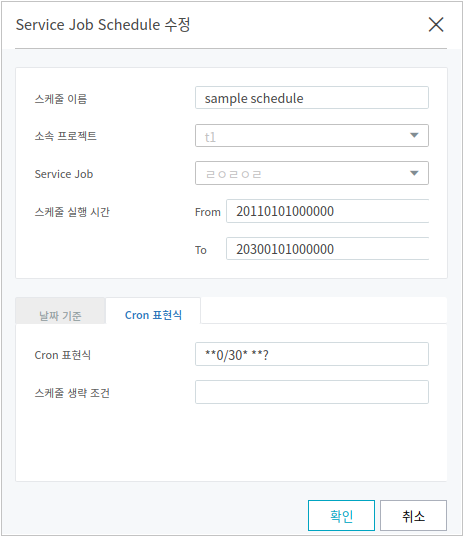 Service Job Schedule 수정
스케줄 이름 sample schedule
소속 프로젝트 t1
Service Job ㄹㅇㄹㅇㄹ
스케줄 실행 시간 From 20110101000000
To 20300101000000
날짜 기준 Cron 표현식
Cron 표현식 **0/30* **?
스케줄 생략 조건
확인 취소